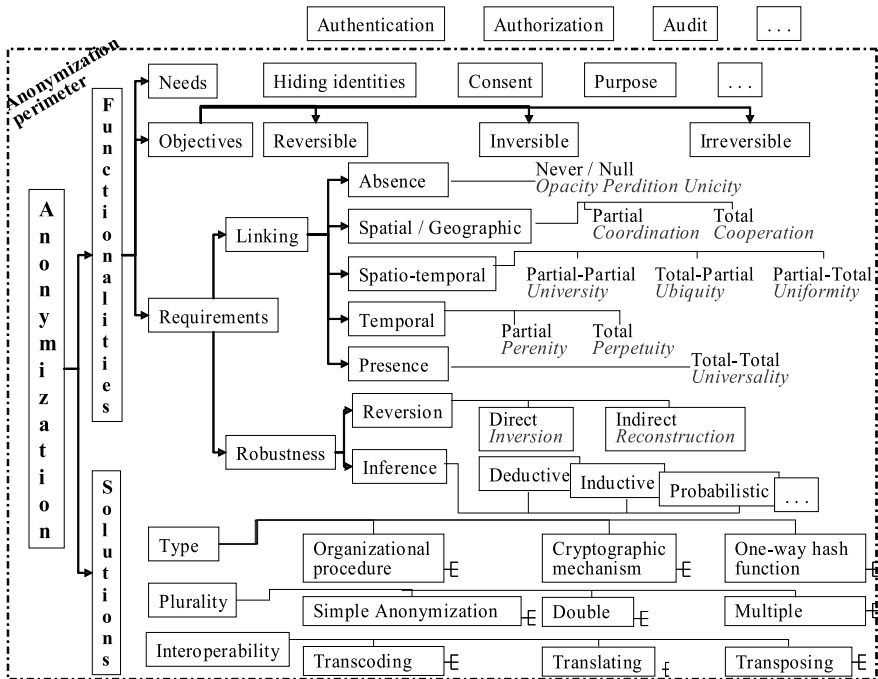 Authentication Authorization Audit . . .
Anonymization
perimeter
Anonymization
Functionalities
Solutions
Needs Hiding identities Consent Purpose . . .
Objectives Reversible Inversible Irreversible
Requirements
Linking
Absence Never / Null
Opacity Perdition Unicity
Spatial / Geographic Partial Total
Coordination Cooperation
Spatio-temporal Partial-Partial Total-Partial Partial-Total
University Ubiquity Uniformity
Temporal Partial Total
Perenity Perpetuity
Presence Total-Total
Universality
Robustness
Reversion Direct Indirect
Inversion Reconstruction
Inference Deductive Inductive Probabilistic . . .
Type Organizational Cryptographic One-way hash
procedure mechanism function
Plurality Simple Anonymization Double Multiple
Interoperability Transcoding Translating Transposing